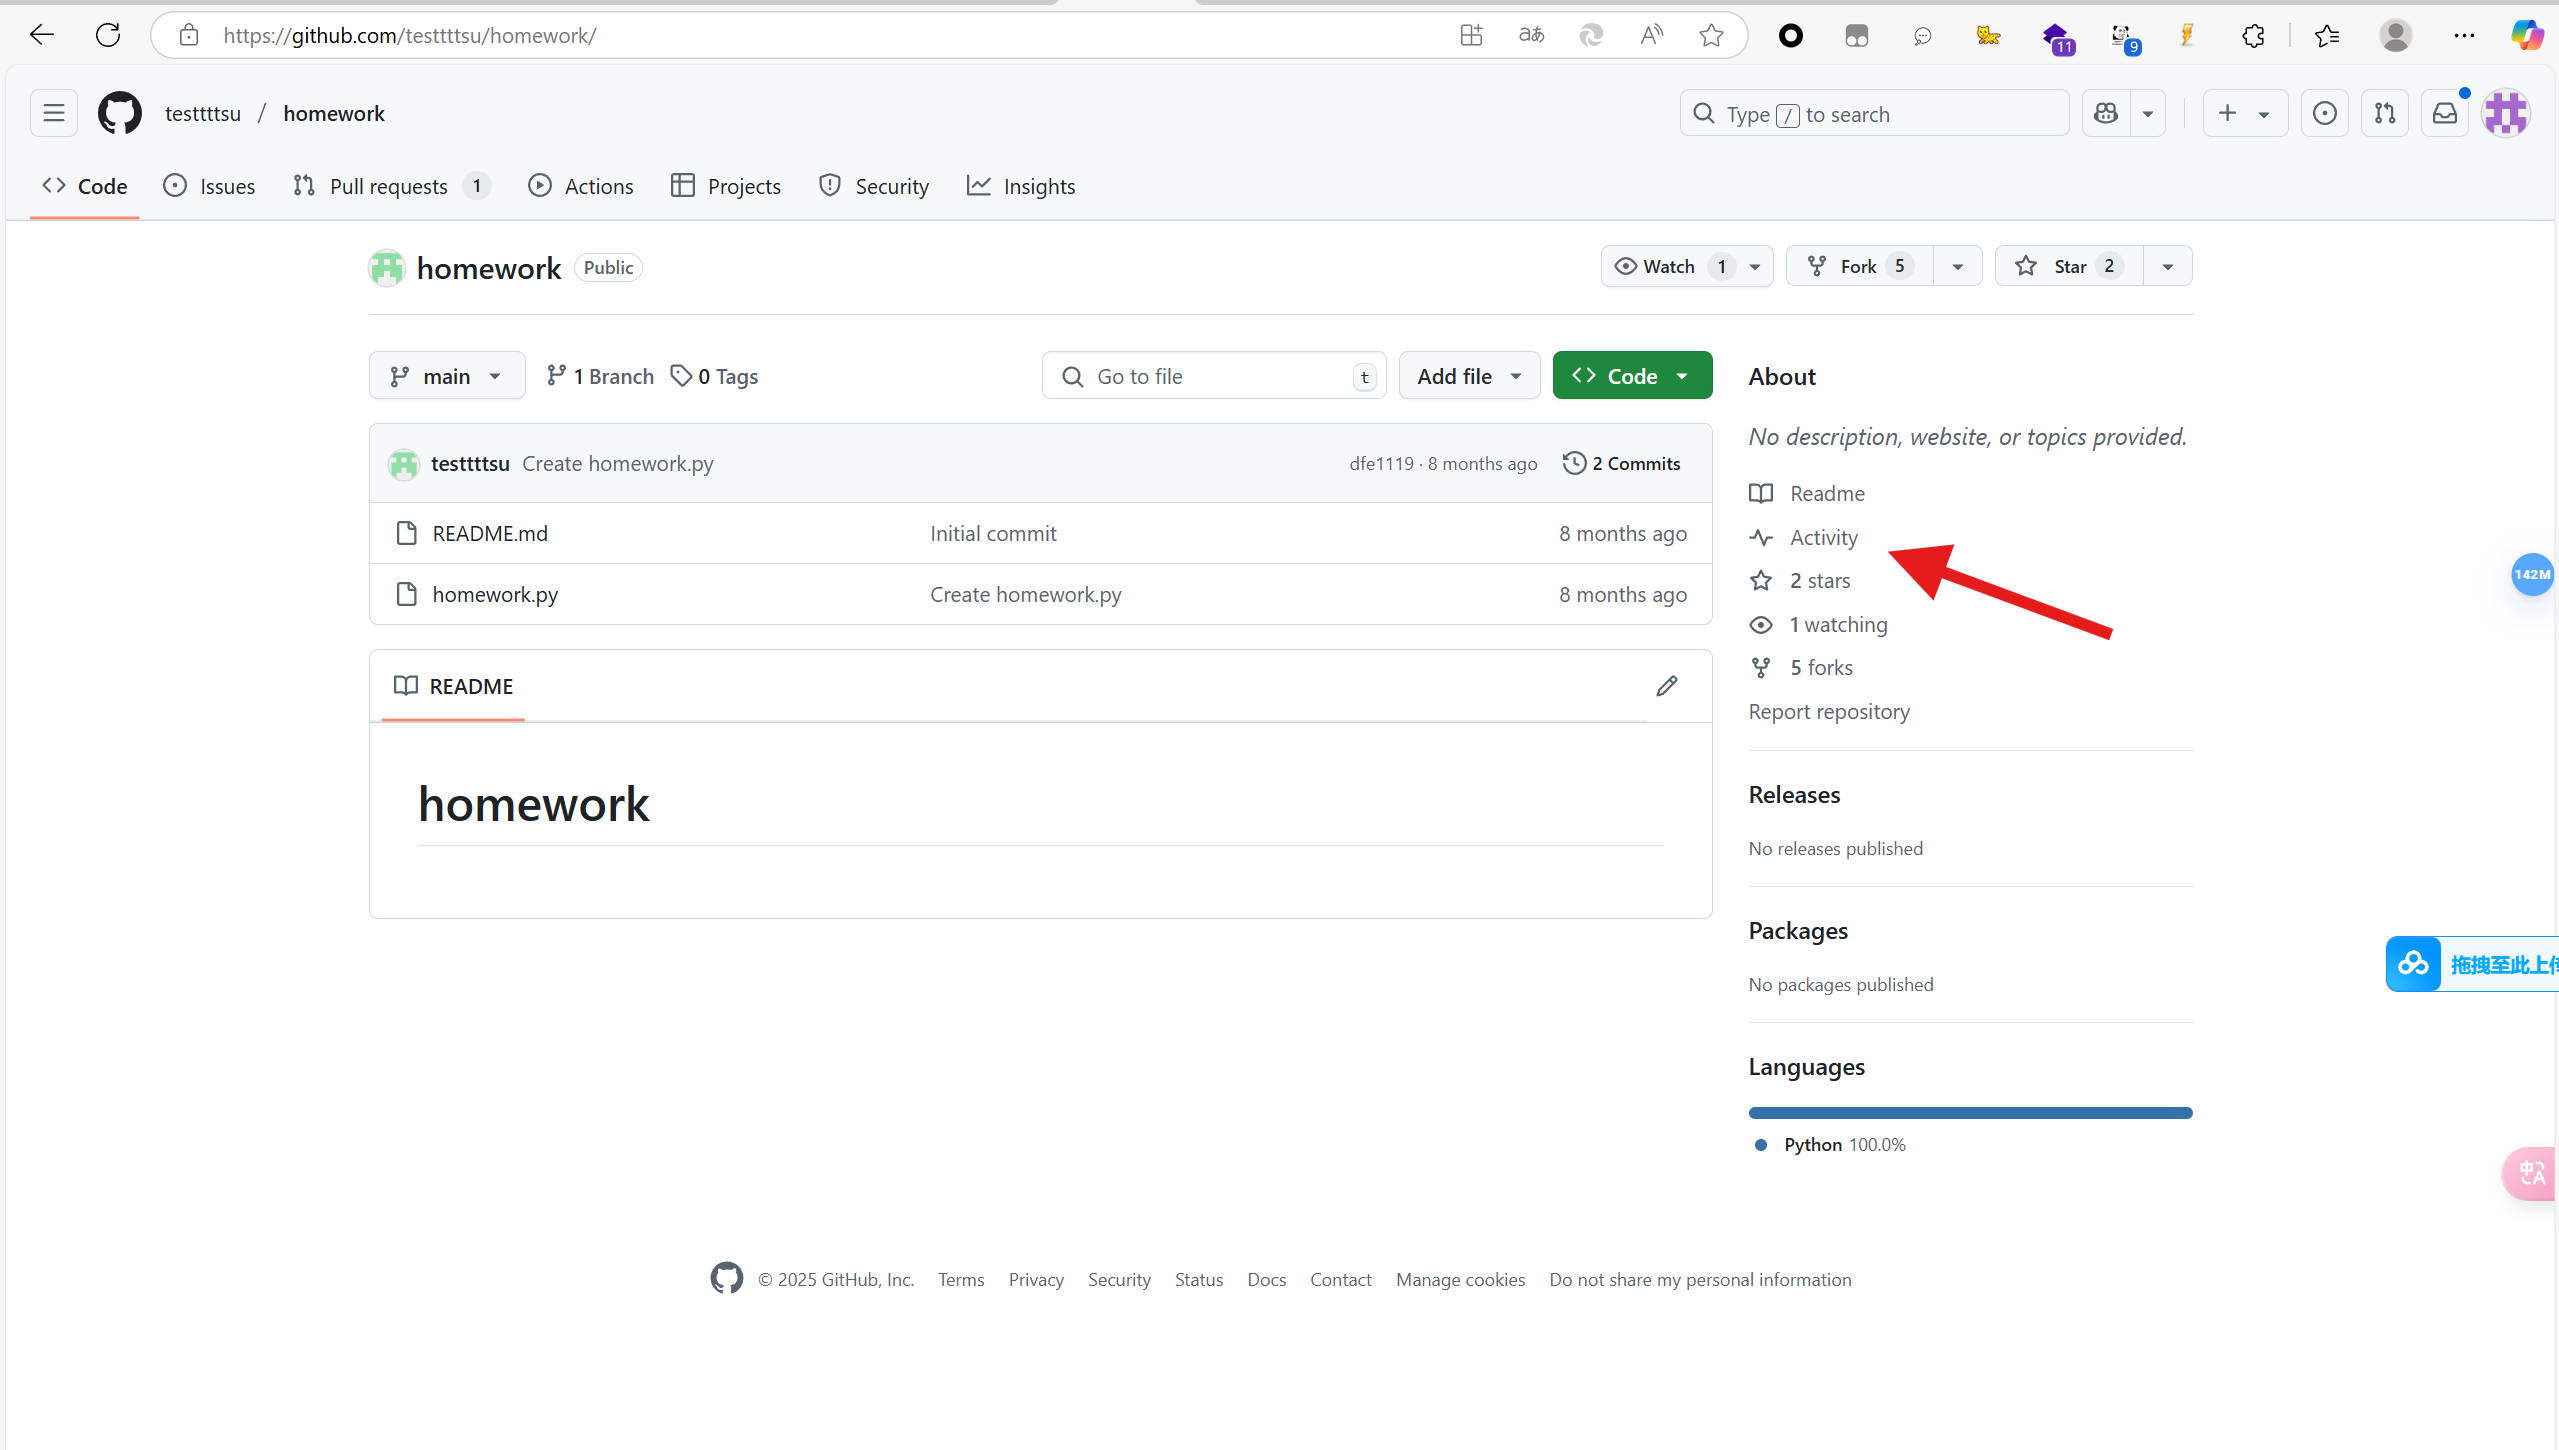 https://github.com/testtttsu/homework/
aあ
A
11
9
testtttsu / homework
Type / to search
Code
Issues
Pull requests 1
Actions
Projects
Security
Insights
homework Public
Watch 1
Fork 5
Star 2
main
1 Branch
0 Tags
Go to file t
Add file
Code
testtttsu Create homework.py dfe1119 · 8 months ago 2 Commits
README.md Initial commit 8 months ago
homework.py Create homework.py 8 months ago
README
homework
About
No description, website, or topics provided.
Readme
Activity
2 stars
1 watching
5 forks
Report repository
Releases
No releases published
Packages
No packages published
Languages
Python 100.0%
142M
拖拽至此上传
中A
© 2025 GitHub, Inc. Terms Privacy Security Status Docs Contact Manage cookies Do not share my personal information